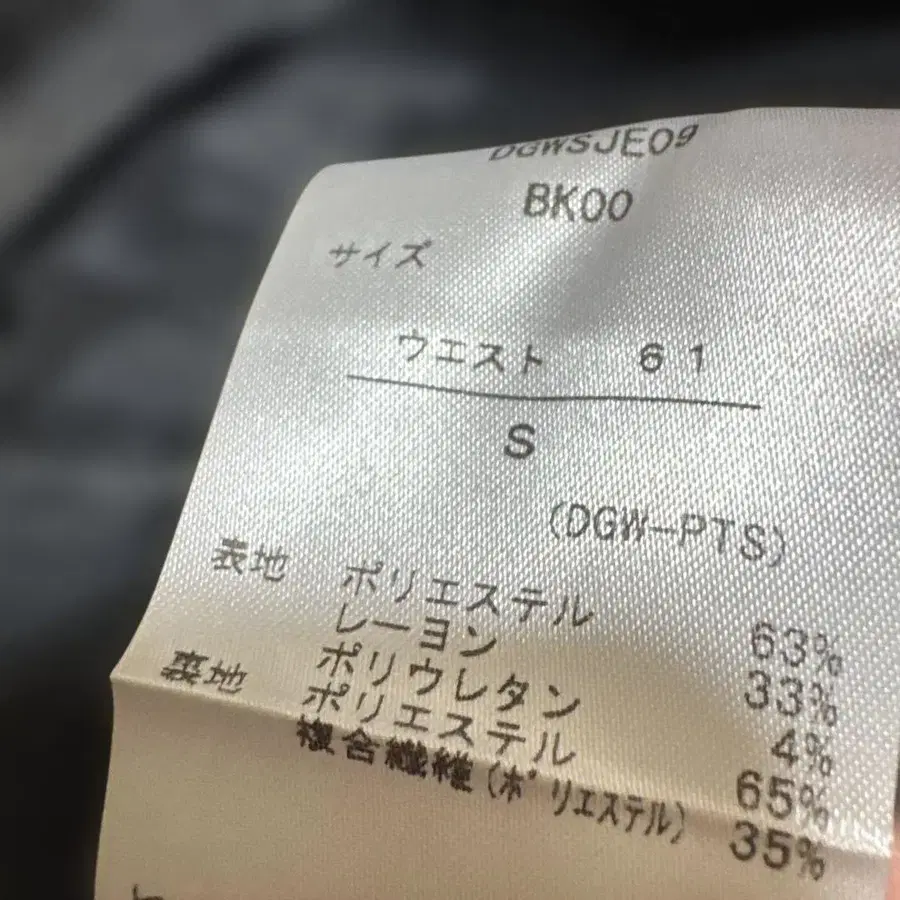 DGWSJE09
BK00
サイズ
ウエスト 61
S
(DGW-PTS)
表地 ポリエステル 63%
レーヨン 33%
ポリウレタン 4%
裏地 ポリエステル 65%
複合繊維(ポリエステル) 35%